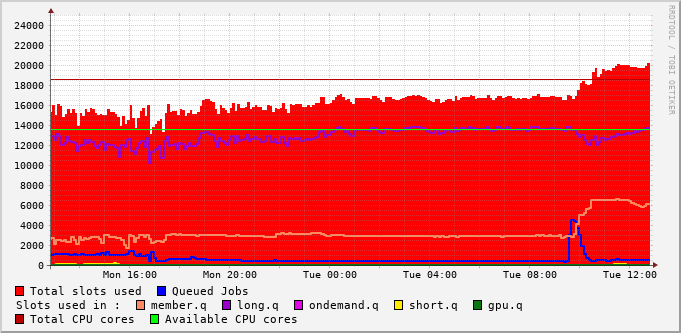 24000
22000
20000
18000
16000
14000
12000
10000
8000
6000
4000
2000
0
Mon 16:00 Mon 20:00 Tue 00:00 Tue 04:00 Tue 08:00 Tue 12:00
Total slots used Queued Jobs
Slots used in : member.q long.q ondemand.q short.q gpu.q
Total CPU cores Available CPU cores
RRDTOOL / TOBI OETIKER